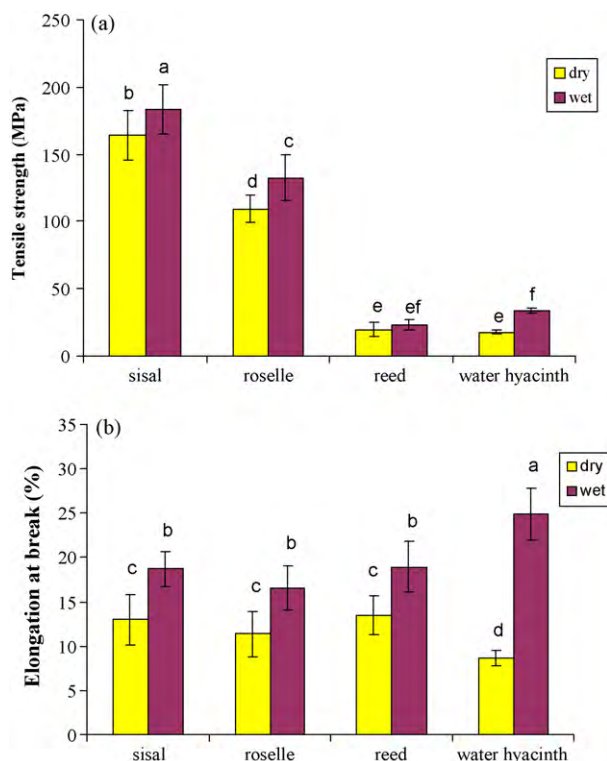 (a)
250
200
150
100
50
0
Tensile strength (MPa)
dry
wet
b a
d c
e ef
e f
sisal roselle reed water hyacinth
(b)
35
30
25
20
15
10
5
0
Elongation at break (%)
dry
wet
c b
c b
c b
d a
sisal roselle reed water hyacinth